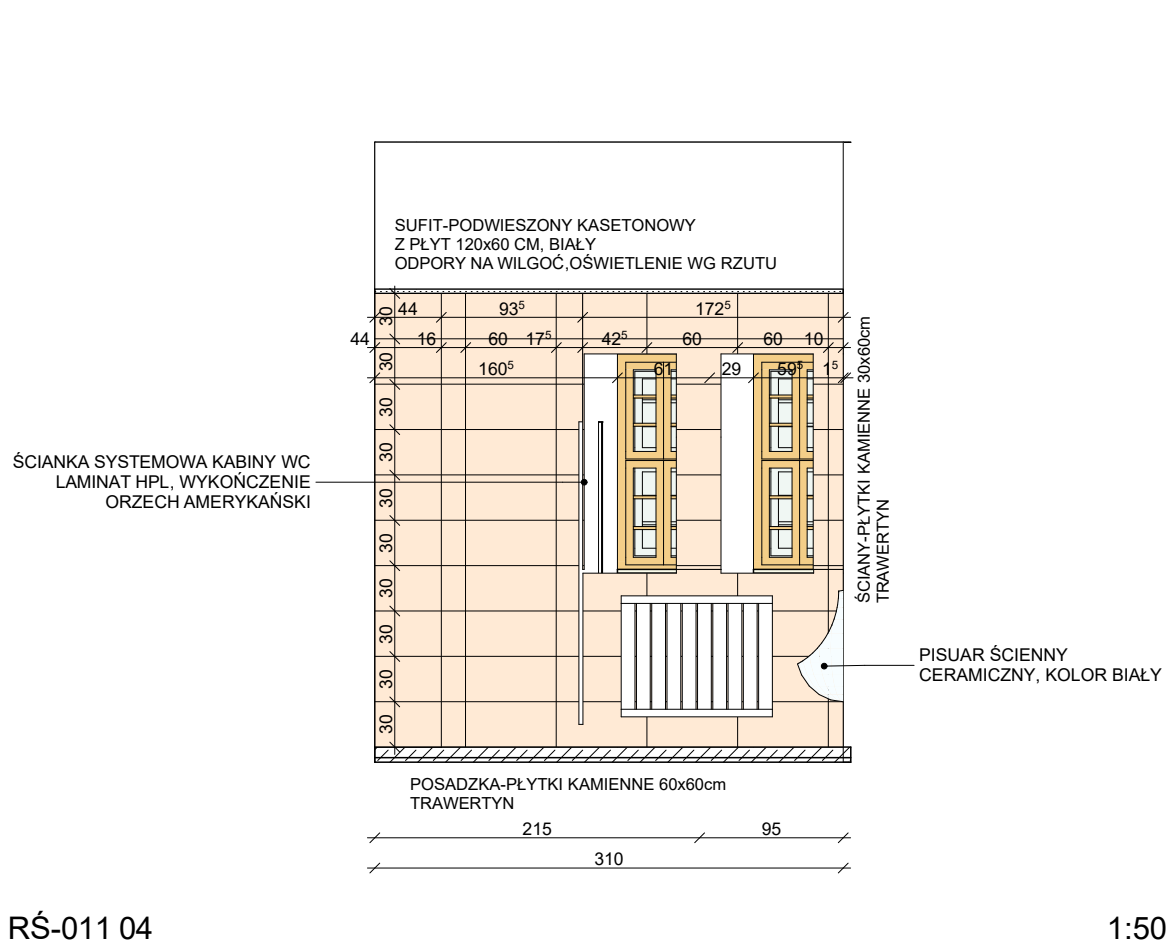 SUFIT-PODWIESZONY KASETONOWY
Z PŁYT 120x60 CM, BIAŁY
ODPORY NA WILGOĆ,OŚWIETLENIE WG RZUTU
44 93⁵ 172⁵
44 16 60 17⁵ 42⁵ 60 60 10
160⁵ 61 29 59⁵ 1⁵
30
30
30
30
30
30
30
30
30
30
ŚCIANKA SYSTEMOWA KABINY WC
LAMINAT HPL, WYKOŃCZENIE
ORZECH AMERYKAŃSKI
ŚCIANY-PŁYTKI KAMIENNE 30x60cm
TRAWERTYN
PISUAR ŚCIENNY
CERAMICZNY, KOLOR BIAŁY
POSADZKA-PŁYTKI KAMIENNE 60x60cm
TRAWERTYN
215 95
310
RŚ-011 04 1:50